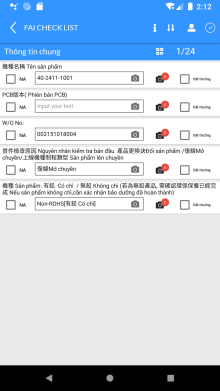 2:12
FAI CHECK LIST
Thông tin chung
1/24
機種名稱 Tên sản phẩm
NA
40-2411-1001
Bất thường
PCB版本( Phiên bản PCB)
NA
Input your text
Bất thường
W/O No:
NA
002151018004
Bất thường
首件檢查原因 Nguyên nhân kiểm tra bản đầu. 產品更換決Đổi sản phẩm /復線Mở
chuyền/上線機種制程類型 Sản phẩm lên chuyền
NA
復線Mở chuyền
Bất thường
機種 Sản phẩm: 有鉛 Có chì / 無鉛 Không chì (若為無鉛產品, 需確認環保保養已經完
成 Nếu sản phẩm không chì,cần xác nhận bảo dưỡng đã hoàn thành)
NA
Non-ROHS[有鉛 Có chì]
Bất thường